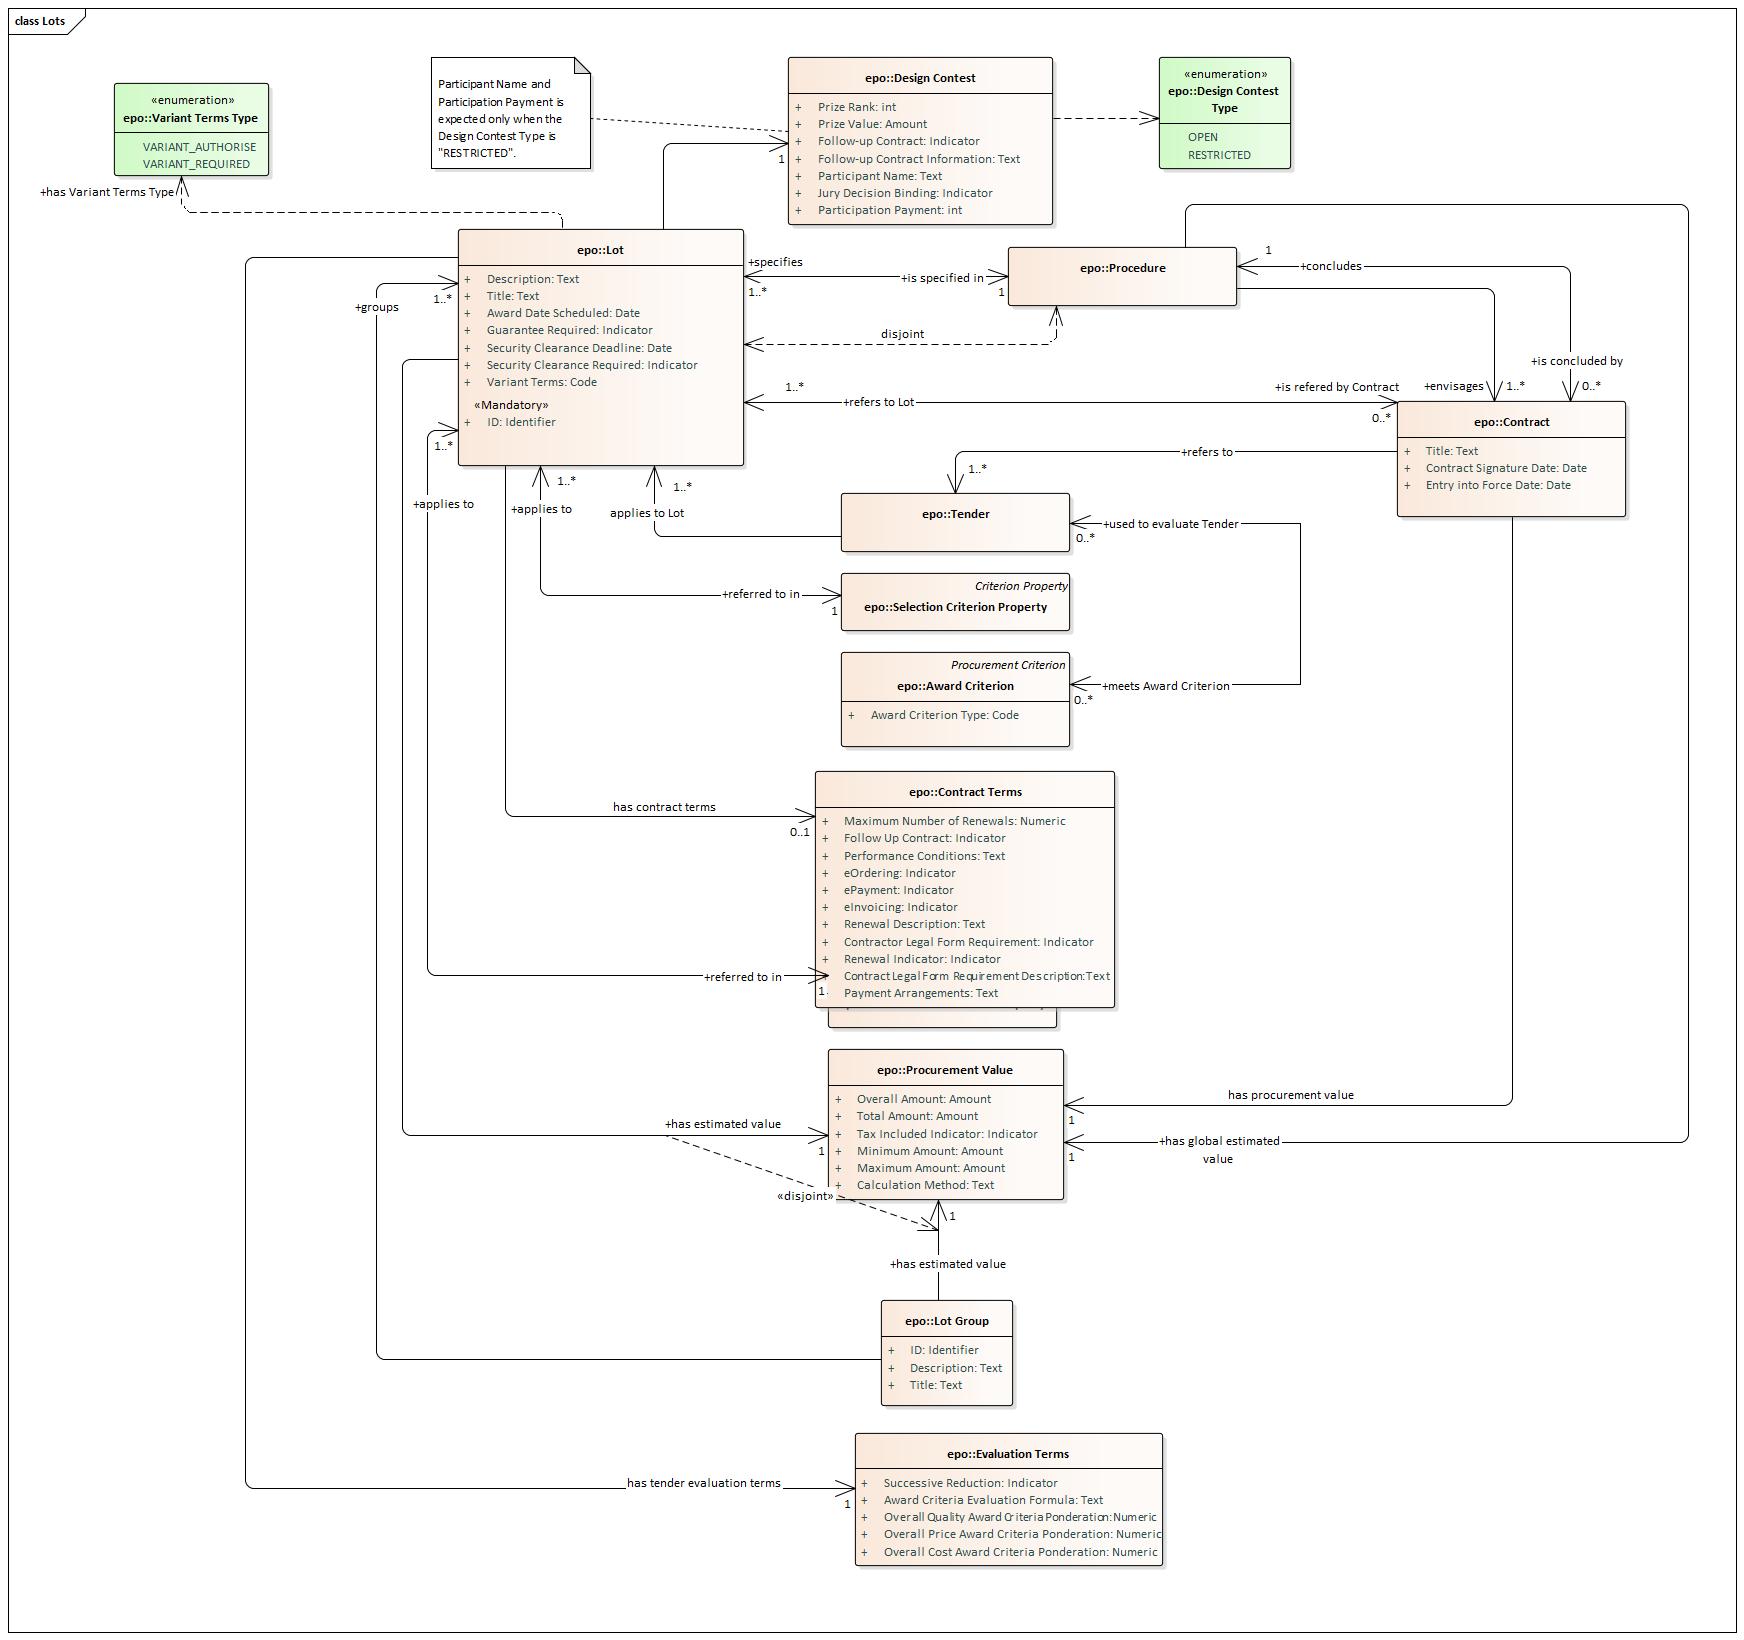 class Lots
«enumeration»
epo::Variant Terms Type
VARIANT_AUTHORISE
VARIANT_REQUIRED
+has Variant Terms Type
Participant Name and
Participation Payment is
expected only when the
Design Contest Type is
"RESTRICTED".
epo::Design Contest
+ Prize Rank: int
+ Prize Value: Amount
+ Follow-up Contract: Indicator
+ Follow-up Contract Information: Text
+ Participant Name: Text
+ Jury Decision Binding: Indicator
+ Participation Payment: int
1
«enumeration»
epo::Design Contest
Type
OPEN
RESTRICTED
epo::Lot
+ Description: Text
+ Title: Text
+ Award Date Scheduled: Date
+ Guarantee Required: Indicator
+ Security Clearance Deadline: Date
+ Security Clearance Required: Indicator
+ Variant Terms: Code
«Mandatory»
+ ID: Identifier
+groups
1..*
1..*
+specifies
1..*
+is specified in
1
epo::Procedure
disjoint
1
+concludes
+is concluded by
0..*
+envisages
1..*
1..*
+refers to Lot
+is refered by Contract
0..*
epo::Contract
+ Title: Text
+ Contract Signature Date: Date
+ Entry into Force Date: Date
+refers to
1..*
+applies to
+applies to
1..*
applies to Lot
1..*
epo::Tender
+used to evaluate Tender
0..*
Criterion Property
epo::Selection Criterion Property
+referred to in
1
Procurement Criterion
epo::Award Criterion
+ Award Criterion Type: Code
+meets Award Criterion
0..*
has contract terms
0..1
epo::Contract Terms
+ Maximum Number of Renewals: Numeric
+ Follow Up Contract: Indicator
+ Performance Conditions: Text
+ eOrdering: Indicator
+ ePayment: Indicator
+ eInvoicing: Indicator
+ Renewal Description: Text
+ Contractor Legal Form Requirement: Indicator
+ Renewal Indicator: Indicator
Contract Legal Form Requirement Description: Text
Payment Arrangements: Text
+referred to in
1
epo::Procurement Value
+ Overall Amount: Amount
+ Total Amount: Amount
+ Tax Included Indicator: Indicator
+ Minimum Amount: Amount
+ Maximum Amount: Amount
+ Calculation Method: Text
+has estimated value
1
«disjoint»
has procurement value
1
+has global estimated
value
1
1
+has estimated value
epo::Lot Group
+ ID: Identifier
+ Description: Text
+ Title: Text
epo::Evaluation Terms
+ Successive Reduction: Indicator
+ Award Criteria Evaluation Formula: Text
+ Overall Quality Award Criteria Ponderation: Numeric
+ Overall Price Award Criteria Ponderation: Numeric
+ Overall Cost Award Criteria Ponderation: Numeric
has tender evaluation terms
1